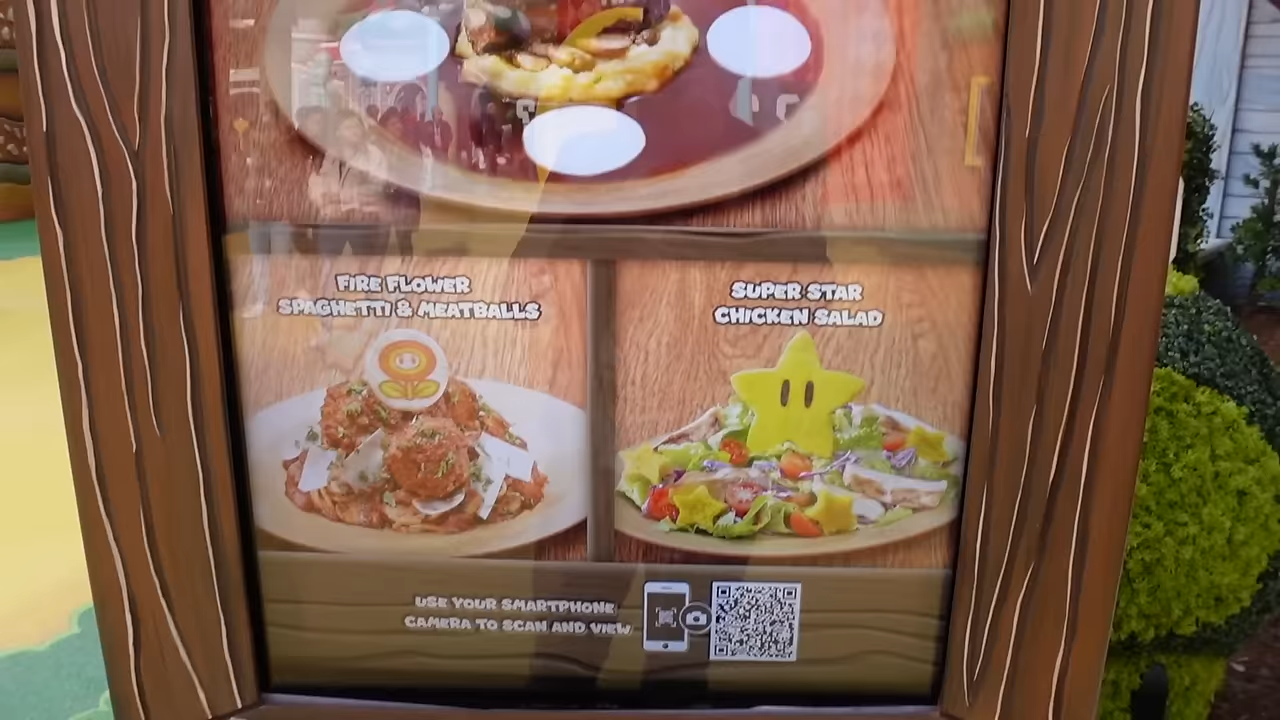 FIRE FLOWER
SPAGHETTI & MEATBALLS
SUPER STAR
CHICKEN SALAD
USE YOUR SMARTPHONE
CAMERA TO SCAN AND VIEW